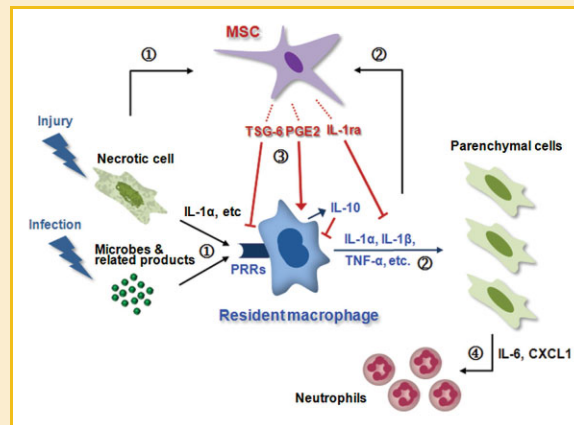 MSC
①
②
Injury
TSG-6 PGE2 IL-1ra
Necrotic cell
③
Parenchymal cells
IL-1α, etc
IL-10
Infection
Microbes &
related products
①
PRRs
IL-1α, IL-1β,
TNF-α, etc.
②
Resident macrophage
④
IL-6, CXCL1
Neutrophils